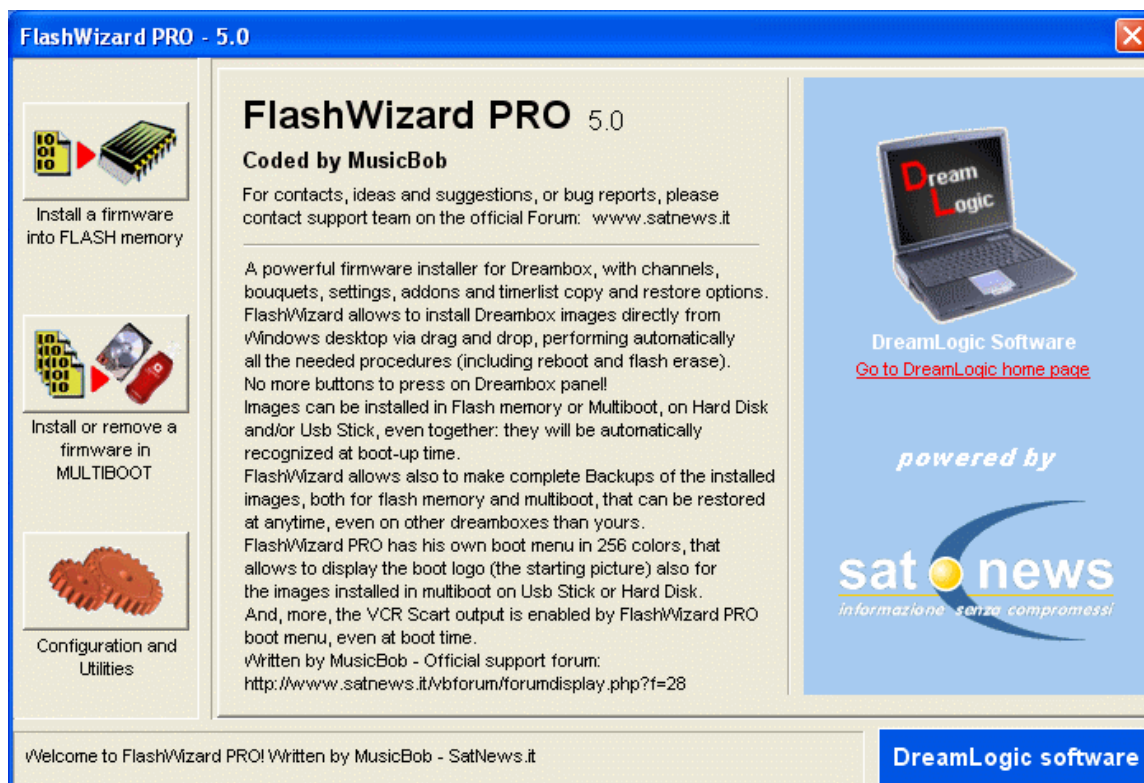 FlashWizard PRO - 5.0
Install a firmware
into FLASH memory
Install or remove a
firmware in
MULTIBOOT
Configuration and
Utilities
FlashWizard PRO 5.0
Coded by MusicBob
For contacts, ideas and suggestions, or bug reports, please
contact support team on the official Forum: www.satnews.it
A powerful firmware installer for Dreambox, with channels,
bouquets, settings, addons and timerlist copy and restore options.
FlashWizard allows to install Dreambox images directly from
Windows desktop via drag and drop, performing automatically
all the needed procedures (including reboot and flash erase).
No more buttons to press on Dreambox panel!
Images can be installed in Flash memory or Multiboot, on Hard Disk
and/or Usb Stick, even together: they will be automatically
recognized at boot-up time.
FlashWizard allows also to make complete Backups of the installed
images, both for flash memory and multiboot, that can be restored
at anytime, even on other dreamboxes than yours.
FlashWizard PRO has his own boot menu in 256 colors, that
allows to display the boot logo (the starting picture) also for
the images installed in multiboot on Usb Stick or Hard Disk.
And, more, the VCR Scart output is enabled by FlashWizard PRO
boot menu, even at boot time.
Written by MusicBob - Official support forum:
http://www.satnews.it/vbforum/forumdisplay.php?f=28
Dream
Logic
DreamLogic Software
Go to DreamLogic home page
powered by
sat news
informazione senza compromessi
Welcome to FlashWizard PRO! Written by MusicBob - SatNews.it
DreamLogic software